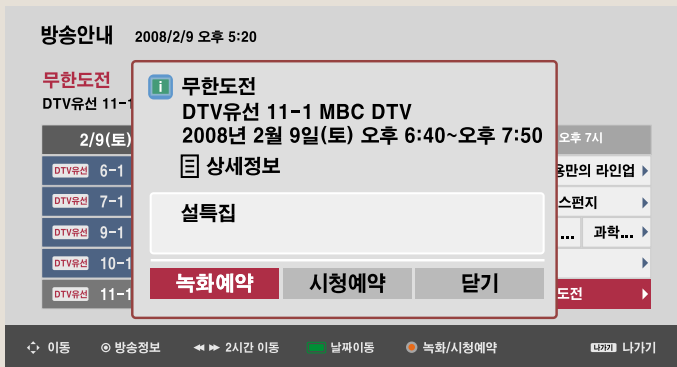 방송안내 2008/2/9 오후 5:20
무한도전
DTV유선 11-1
2/9(토) 오후 7시
DTV유선 6-1 용만의 라인업
DTV유선 7-1 스펀지
DTV유선 9-1 ... 과학...
DTV유선 10-1
DTV유선 11-1 도전
i 무한도전
DTV유선 11-1 MBC DTV
2008년 2월 9일(토) 오후 6:40~오후 7:50
상세정보
설특집
녹화예약 시청예약 닫기
이동 방송정보 2시간 이동 날짜이동 녹화/시청예약 나가기 나가기